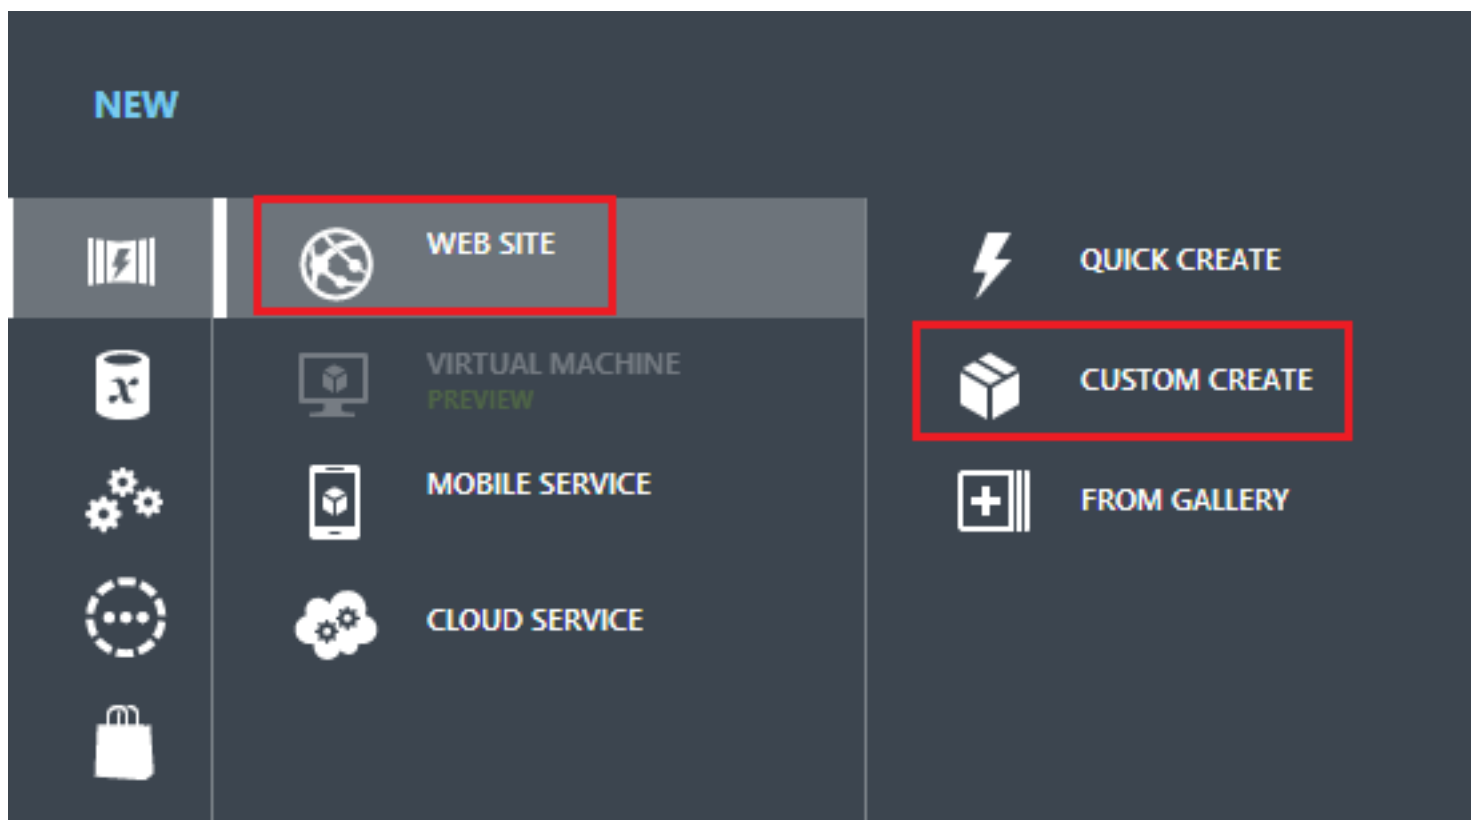 NEW
WEB SITE
VIRTUAL MACHINE
PREVIEW
MOBILE SERVICE
CLOUD SERVICE
QUICK CREATE
CUSTOM CREATE
FROM GALLERY
x